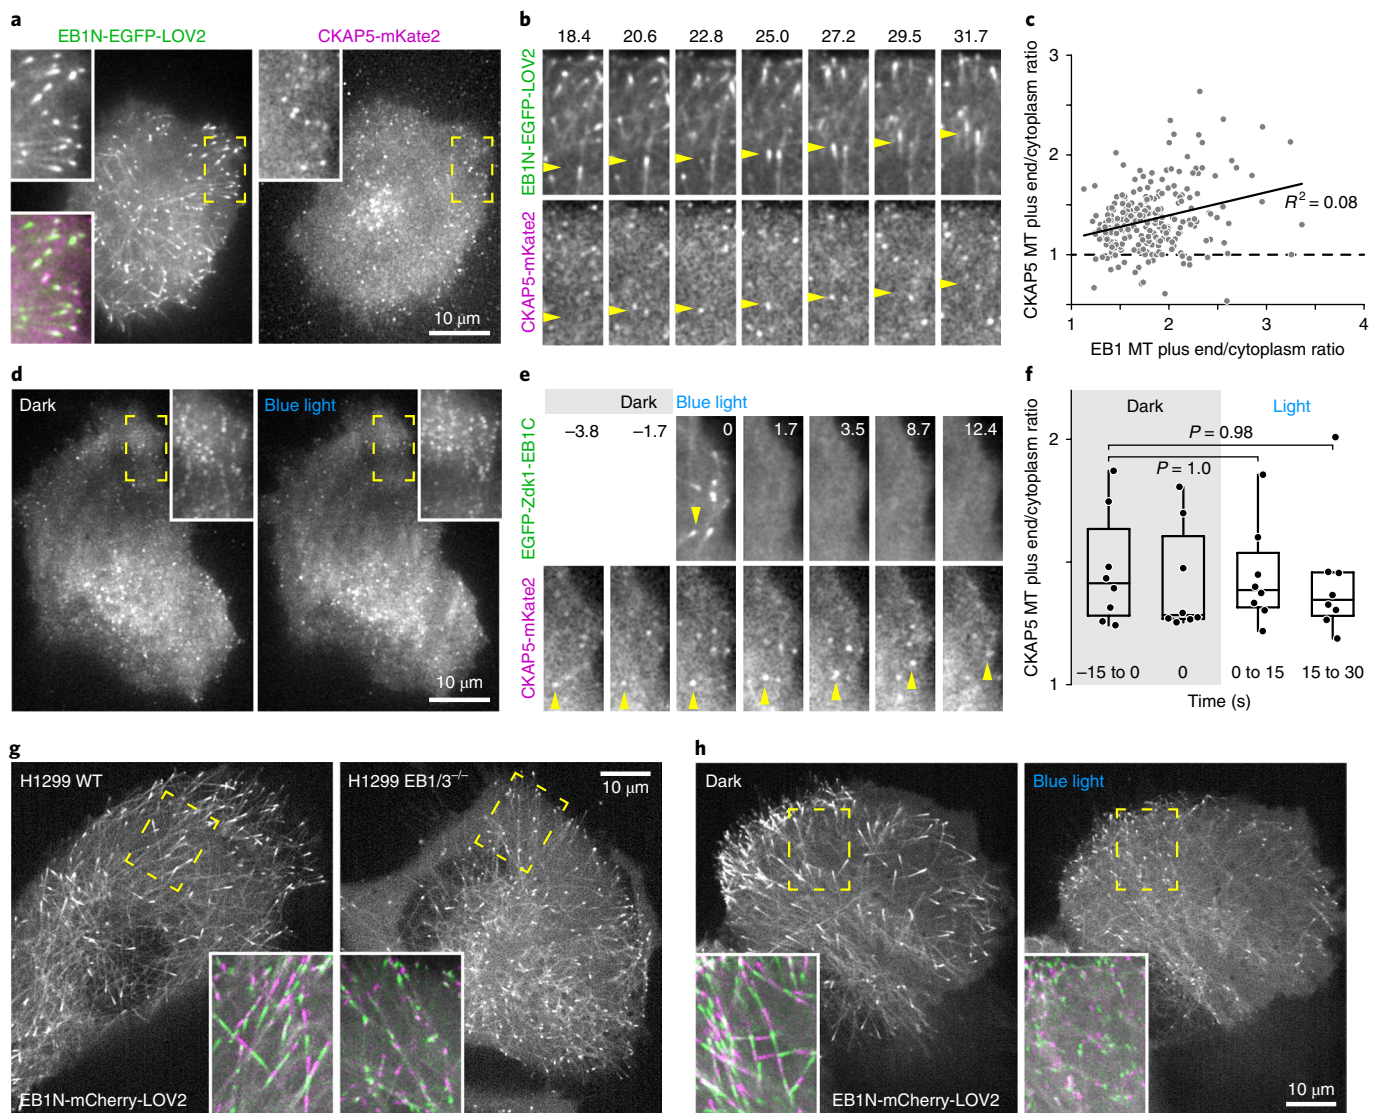 a
EB1N-EGFP-LOV2
CKAP5-mKate2
10 µm
b
18.4 20.6 22.8 25.0 27.2 29.5 31.7
EB1N-EGFP-LOV2
CKAP5-mKate2
c
CKAP5 MT plus end/cytoplasm ratio
3
2
1
R² = 0.08
1 2 3 4
EB1 MT plus end/cytoplasm ratio
d
Dark
Blue light
10 µm
e
Dark Blue light
–3.8 –1.7 0 1.7 3.5 8.7 12.4
EGFP-Zdk1-EB1C
CKAP5-mKate2
f
CKAP5 MT plus end/cytoplasm ratio
2
1
Dark Light
P = 0.98
P = 1.0
–15 to 0 0 0 to 15 15 to 30
Time (s)
g
H1299 WT
H1299 EB1/3⁻/⁻
10 µm
EB1N-mCherry-LOV2
h
Dark
Blue light
EB1N-mCherry-LOV2
10 µm